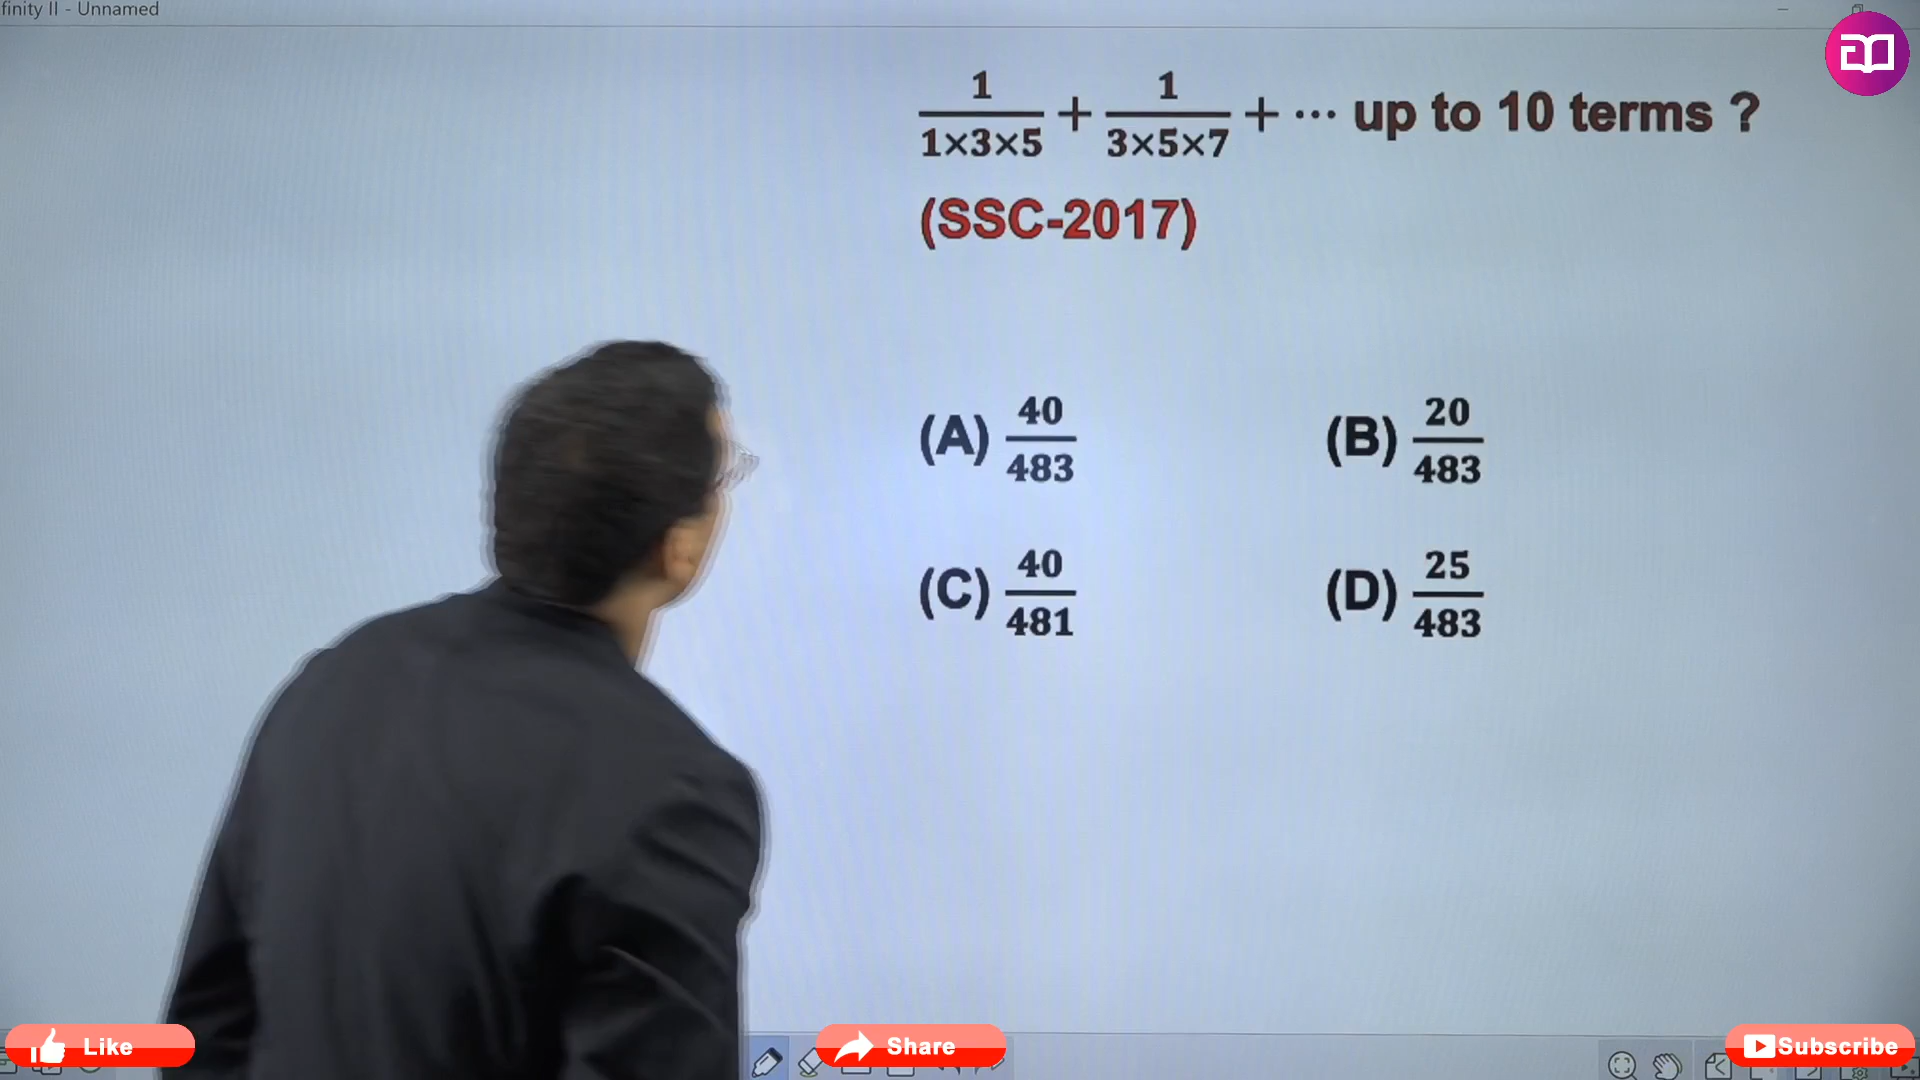 finity II - Unnamed
1/(1×3×5) + 1/(3×5×7) + ··· up to 10 terms ?
(SSC-2017)
(A) 40/483
(B) 20/483
(C) 40/481
(D) 25/483
Like
Share
Subscribe